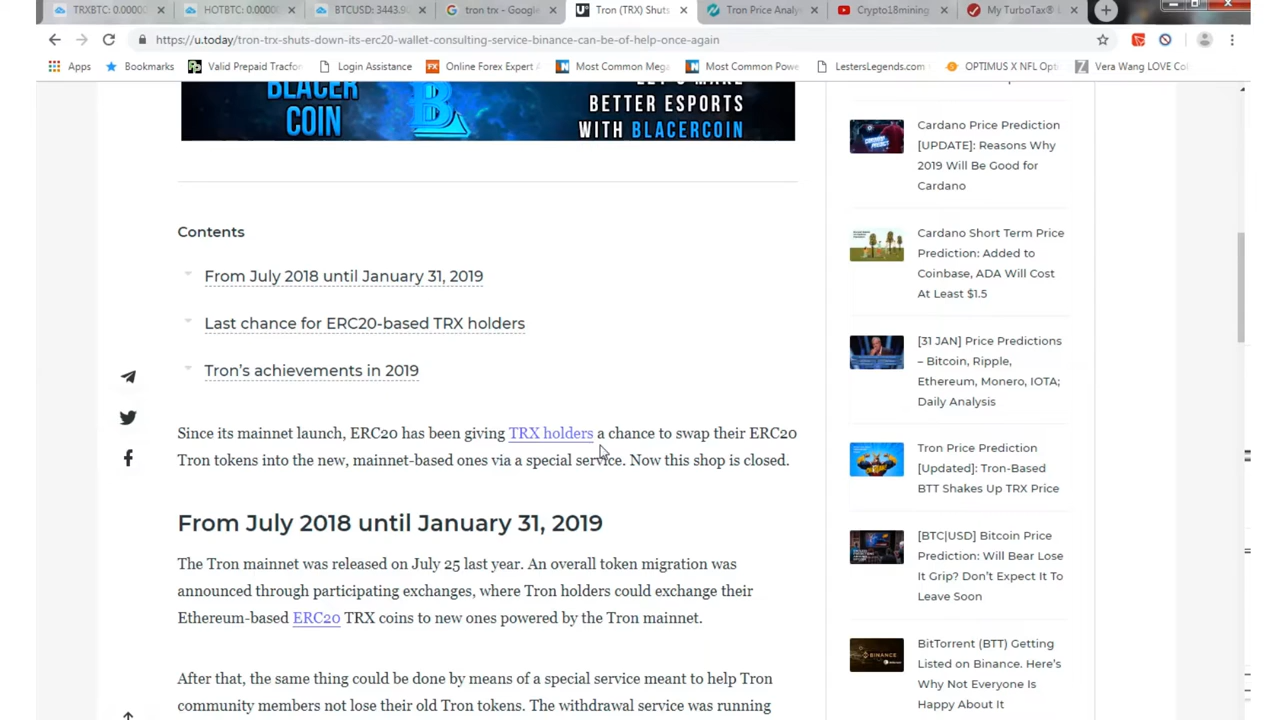 TRXBTC: 0.0000
HOTBTC: 0.0000
BTCUSD: 3443.9
tron trx - Google
Tron (TRX) Shuts
Tron Price Analy
Crypto18mining
My TurboTax®
https://u.today/tron-trx-shuts-down-its-erc20-wallet-consulting-service-binance-can-be-of-help-once-again
Apps
Bookmarks
Valid Prepaid Tracfor
Login Assistance
Online Forex Expert
Most Common Mega
Most Common Powe
LestersLegends.com
OPTIMUS X NFL Opti
Vera Wang LOVE Co
BLACER
COIN
LET'S MAKE
BETTER ESPORTS
WITH BLACERCOIN
Contents
From July 2018 until January 31, 2019
Last chance for ERC20-based TRX holders
Tron’s achievements in 2019
Since its mainnet launch, ERC20 has been giving TRX holders a chance to swap their ERC20
Tron tokens into the new, mainnet-based ones via a special service. Now this shop is closed.
From July 2018 until January 31, 2019
The Tron mainnet was released on July 25 last year. An overall token migration was
announced through participating exchanges, where Tron holders could exchange their
Ethereum-based ERC20 TRX coins to new ones powered by the Tron mainnet.
After that, the same thing could be done by means of a special service meant to help Tron
community members not lose their old Tron tokens. The withdrawal service was running
Cardano Price Prediction
[UPDATE]: Reasons Why
2019 Will Be Good for
Cardano
Cardano Short Term Price
Prediction: Added to
Coinbase, ADA Will Cost
At Least $1.5
[31 JAN] Price Predictions
– Bitcoin, Ripple,
Ethereum, Monero, IOTA;
Daily Analysis
Tron Price Prediction
[Updated]: Tron-Based
BTT Shakes Up TRX Price
[BTC|USD] Bitcoin Price
Prediction: Will Bear Lose
It Grip? Don’t Expect It To
Leave Soon
BINANCE
BitTorrent (BTT) Getting
Listed on Binance. Here’s
Why Not Everyone Is
Happy About It